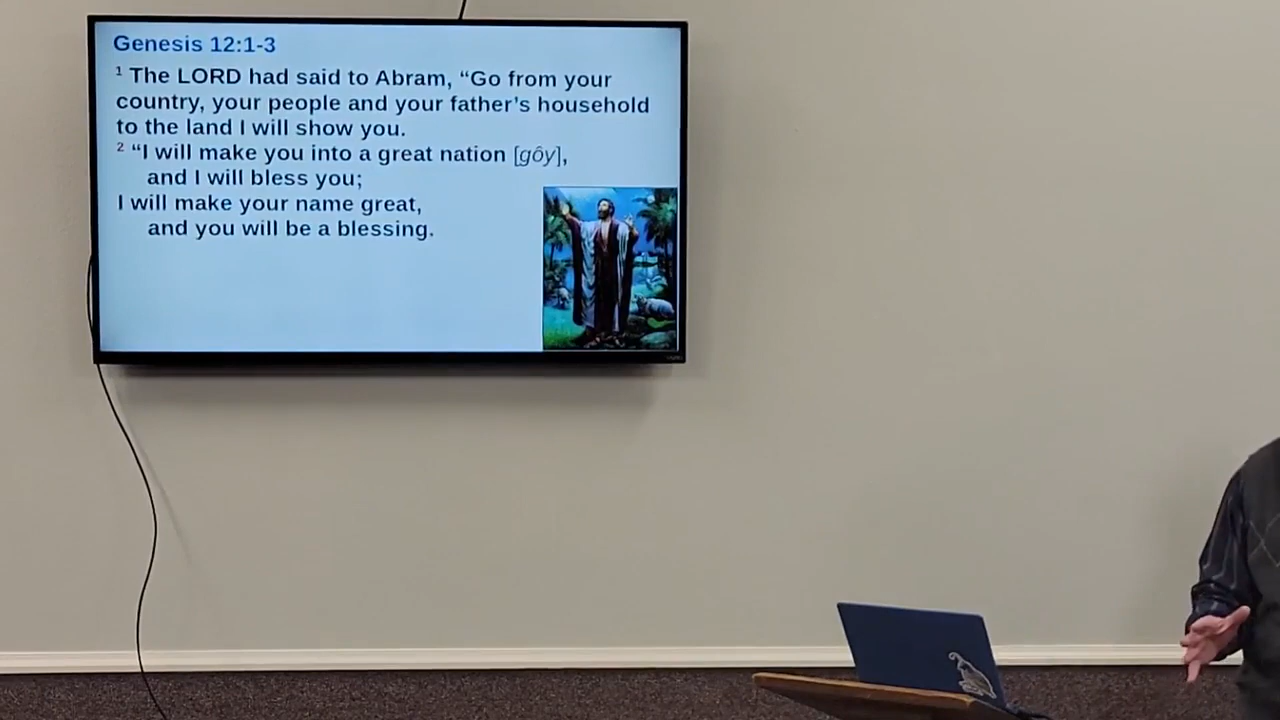 Genesis 12:1-3
¹ The LORD had said to Abram, “Go from your
country, your people and your father’s household
to the land I will show you.
² “I will make you into a great nation [gôy],
and I will bless you;
I will make your name great,
and you will be a blessing.